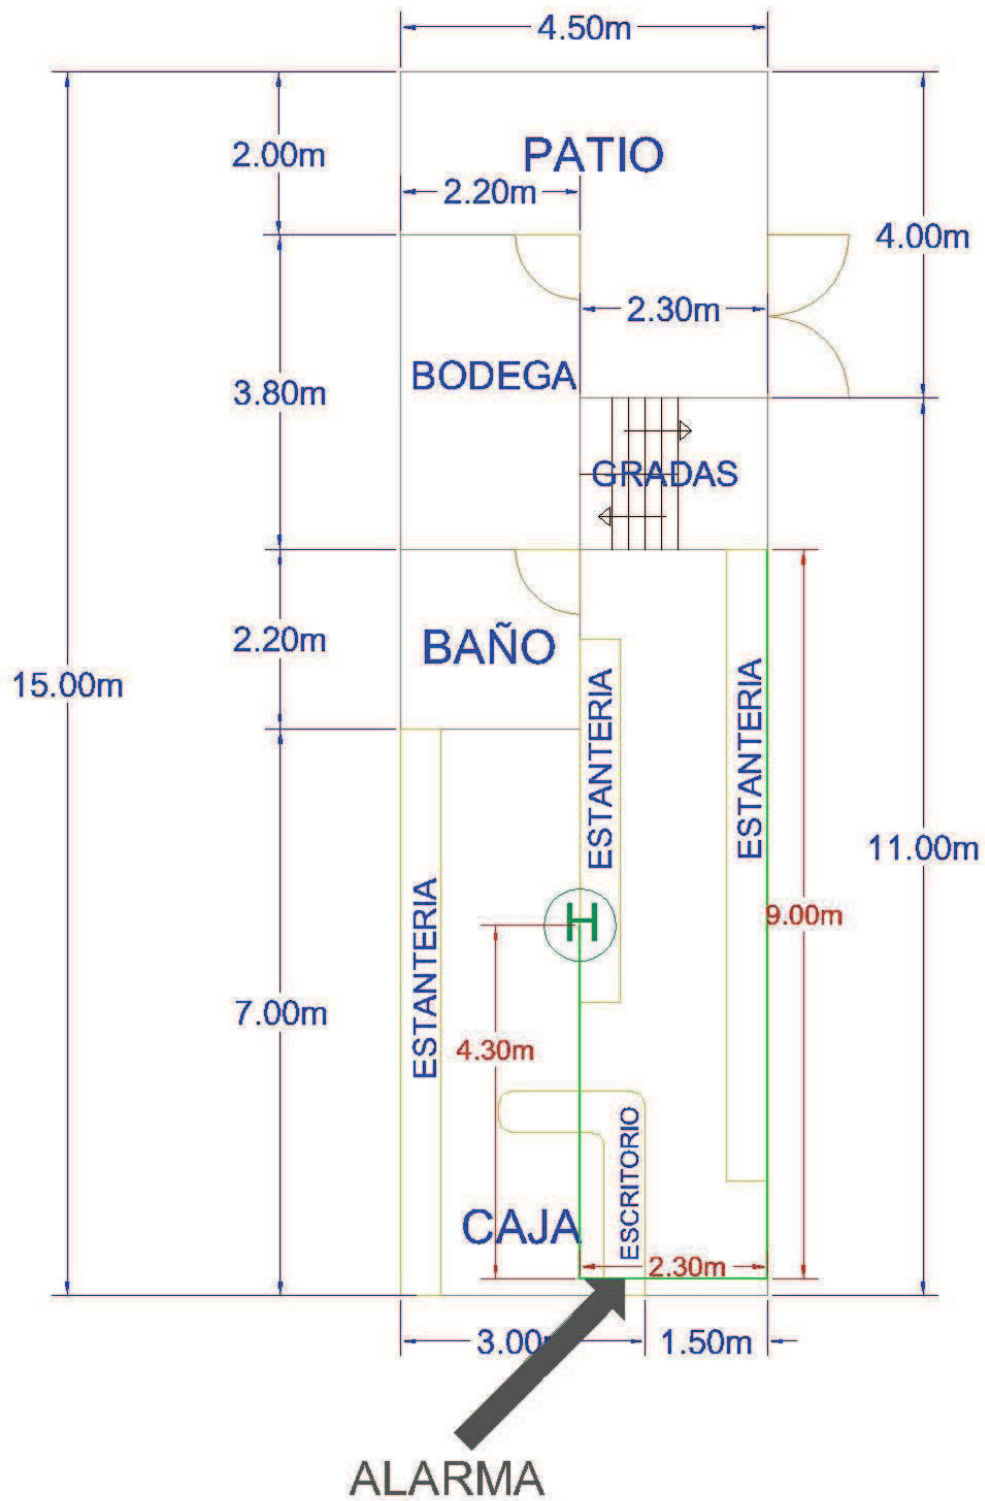 4.50m
2.00m
PATIO
2.20m
4.00m
2.30m
BODEGA
3.80m
GRADAS
2.20m
BAÑO
15.00m
ESTANTERIA
ESTANTERIA
11.00m
ESTANTERIA
H
9.00m
7.00m
4.30m
ESCRITORIO
CAJA
2.30m
3.00m
1.50m
ALARMA